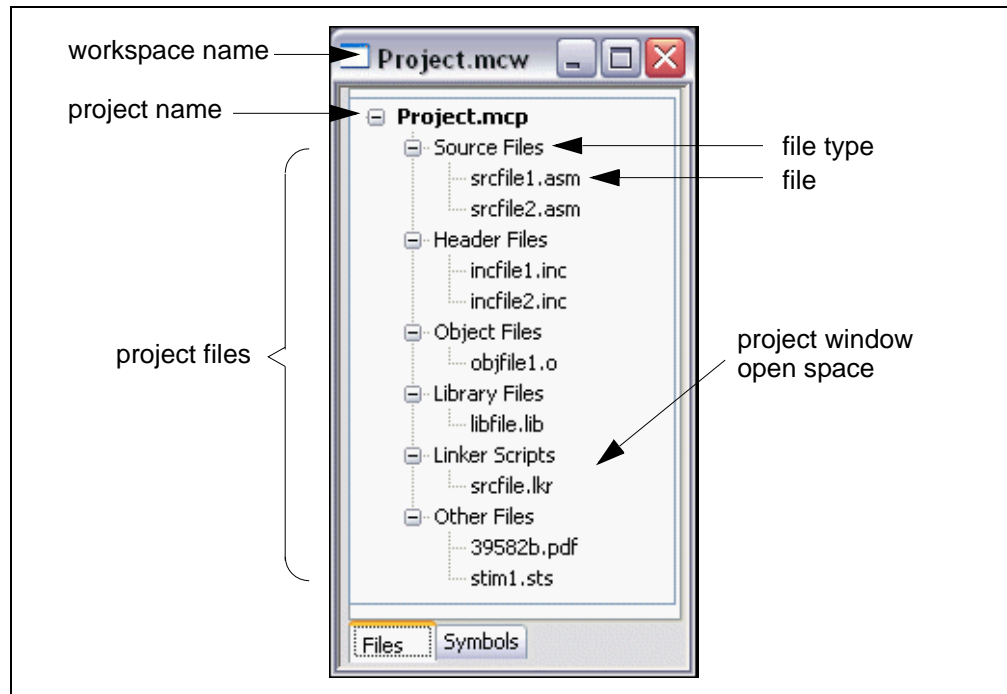 workspace name
Project.mcw
project name
Project.mcp
Source Files
file type
srcfile1.asm
file
srcfile2.asm
Header Files
incfile1.inc
incfile2.inc
Object Files
objfile1.o
project files
project window
open space
Library Files
libfile.lib
Linker Scripts
srcfile.lkr
Other Files
39582b.pdf
stim1.sts
Files
Symbols